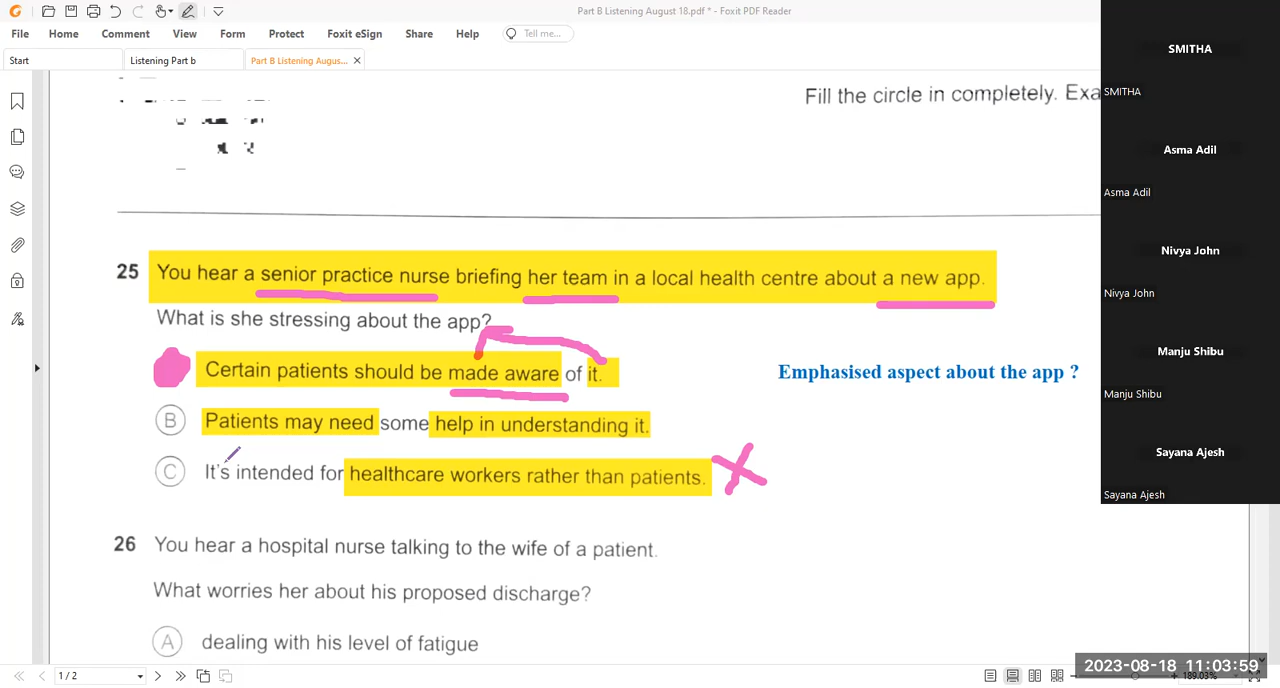 Part B Listening August 18.pdf * - Foxit PDF Reader
File Home Comment View Form Protect Foxit eSign Share Help Tell me...
Start Listening Part b Part B Listening Augus...
Fill the circle in completely. Exa
25 You hear a senior practice nurse briefing her team in a local health centre about a new app.
What is she stressing about the app?
Certain patients should be made aware of it.
Emphasised aspect about the app ?
B Patients may need some help in understanding it.
C It's intended for healthcare workers rather than patients.
26 You hear a hospital nurse talking to the wife of a patient.
What worries her about his proposed discharge?
A dealing with his level of fatigue
SMITHA
SMITHA
Asma Adil
Asma Adil
Nivya John
Nivya John
Manju Shibu
Manju Shibu
Sayana Ajesh
Sayana Ajesh
1 / 2
2023-08-18 11:03:59
189.03%